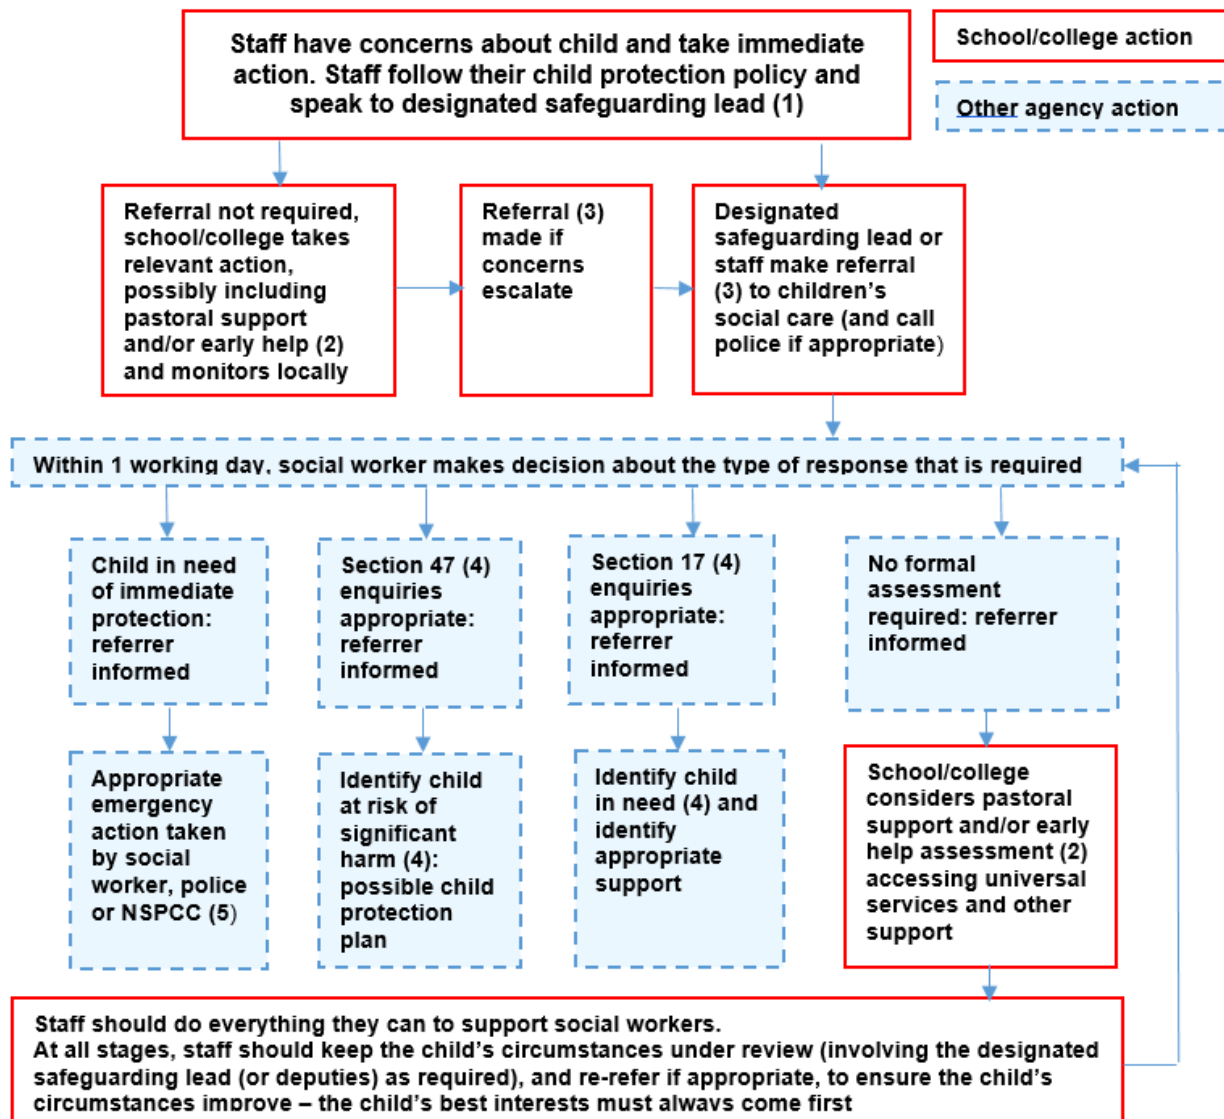 Staff have concerns about child and take immediate
action. Staff follow their child protection policy and
speak to designated safeguarding lead (1)
School/college action
Other agency action
Referral not required,
school/college takes
relevant action,
possibly including
pastoral support
and/or early help (2)
and monitors locally
Referral (3)
made if
concerns
escalate
Designated
safeguarding lead or
staff make referral
(3) to children’s
social care (and call
police if appropriate)
Within 1 working day, social worker makes decision about the type of response that is required
Child in need
of immediate
protection:
referrer
informed
Section 47 (4)
enquiries
appropriate:
referrer
informed
Section 17 (4)
enquiries
appropriate:
referrer
informed
No formal
assessment
required: referrer
informed
Appropriate
emergency
action taken
by social
worker, police
or NSPCC (5)
Identify child
at risk of
significant
harm (4):
possible child
protection
plan
Identify child
in need (4) and
identify
appropriate
support
School/college
considers pastoral
support and/or early
help assessment (2)
accessing universal
services and other
support
Staff should do everything they can to support social workers.
At all stages, staff should keep the child’s circumstances under review (involving the designated
safeguarding lead (or deputies) as required), and re-refer if appropriate, to ensure the child’s
circumstances improve – the child’s best interests must always come first